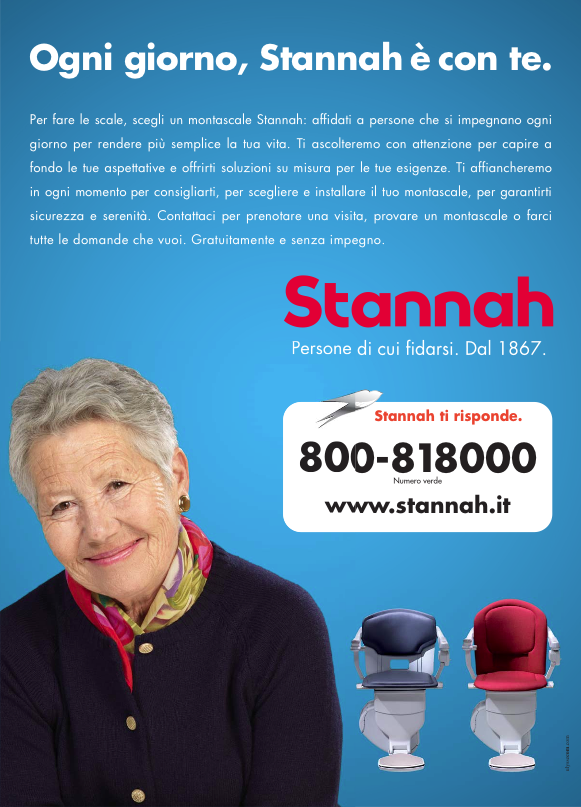 Ogni giorno, Stannah è con te.
Per fare le scale, scegli un montascale Stannah: affidati a persone che si impegnano ogni
giorno per rendere più semplice la tua vita. Ti ascolteremo con attenzione per capire a
fondo le tue aspettative e offrirti soluzioni su misura per le tue esigenze. Ti affiancheremo
in ogni momento per consigliarti, per scegliere e installare il tuo montascale, per garantirti
sicurezza e serenità. Contattaci per prenotare una visita, provare un montascale o farci
tutte le domande che vuoi. Gratuitamente e senza impegno.
Stannah
Persone di cui fidarsi. Dal 1867.
Stannah ti risponde.
800-818000
Numero verde
www.stannah.it